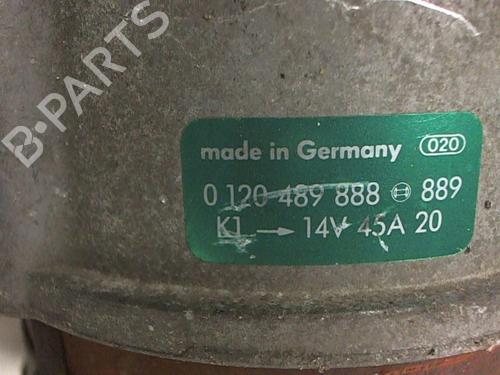 B-PARTS
made in Germany 020
0 120 489 888 889
K1 → 14V 45A 20